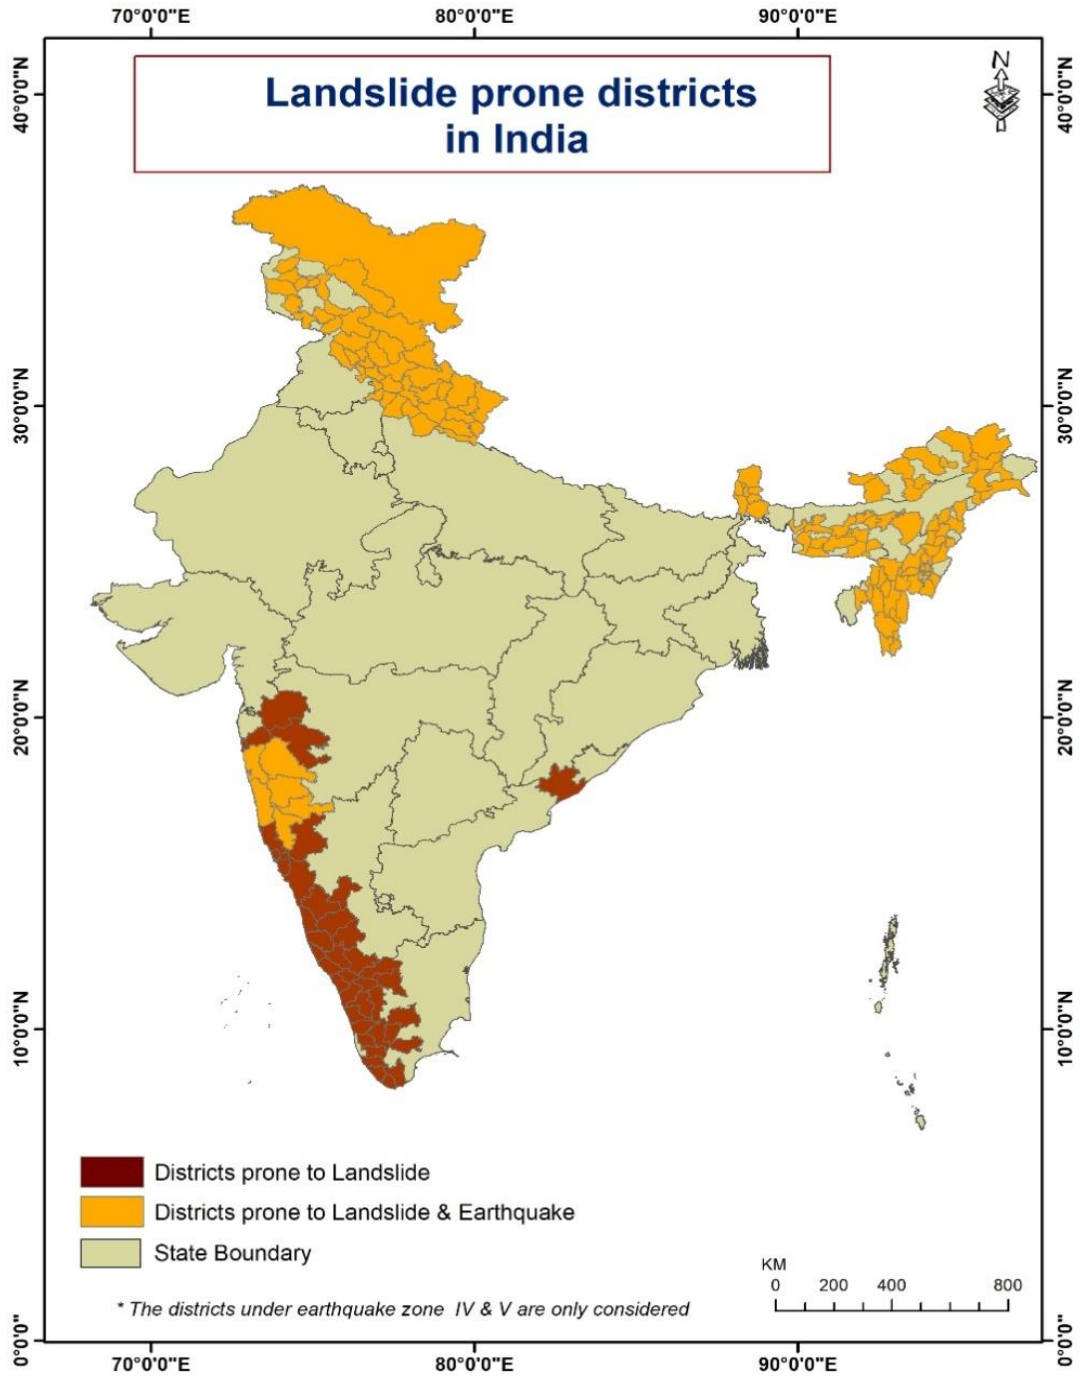 70°0'0"E 80°0'0"E 90°0'0"E
Landslide prone districts
in India
N
40°0'0"N 40°0'0"N
30°0'0"N 30°0'0"N
20°0'0"N 20°0'0"N
10°0'0"N 10°0'0"N
Districts prone to Landslide
Districts prone to Landslide & Earthquake
State Boundary
KM
0 200 400 800
* The districts under earthquake zone IV & V are only considered
0°0'0" 0°0'0"
70°0'0"E 80°0'0"E 90°0'0"E